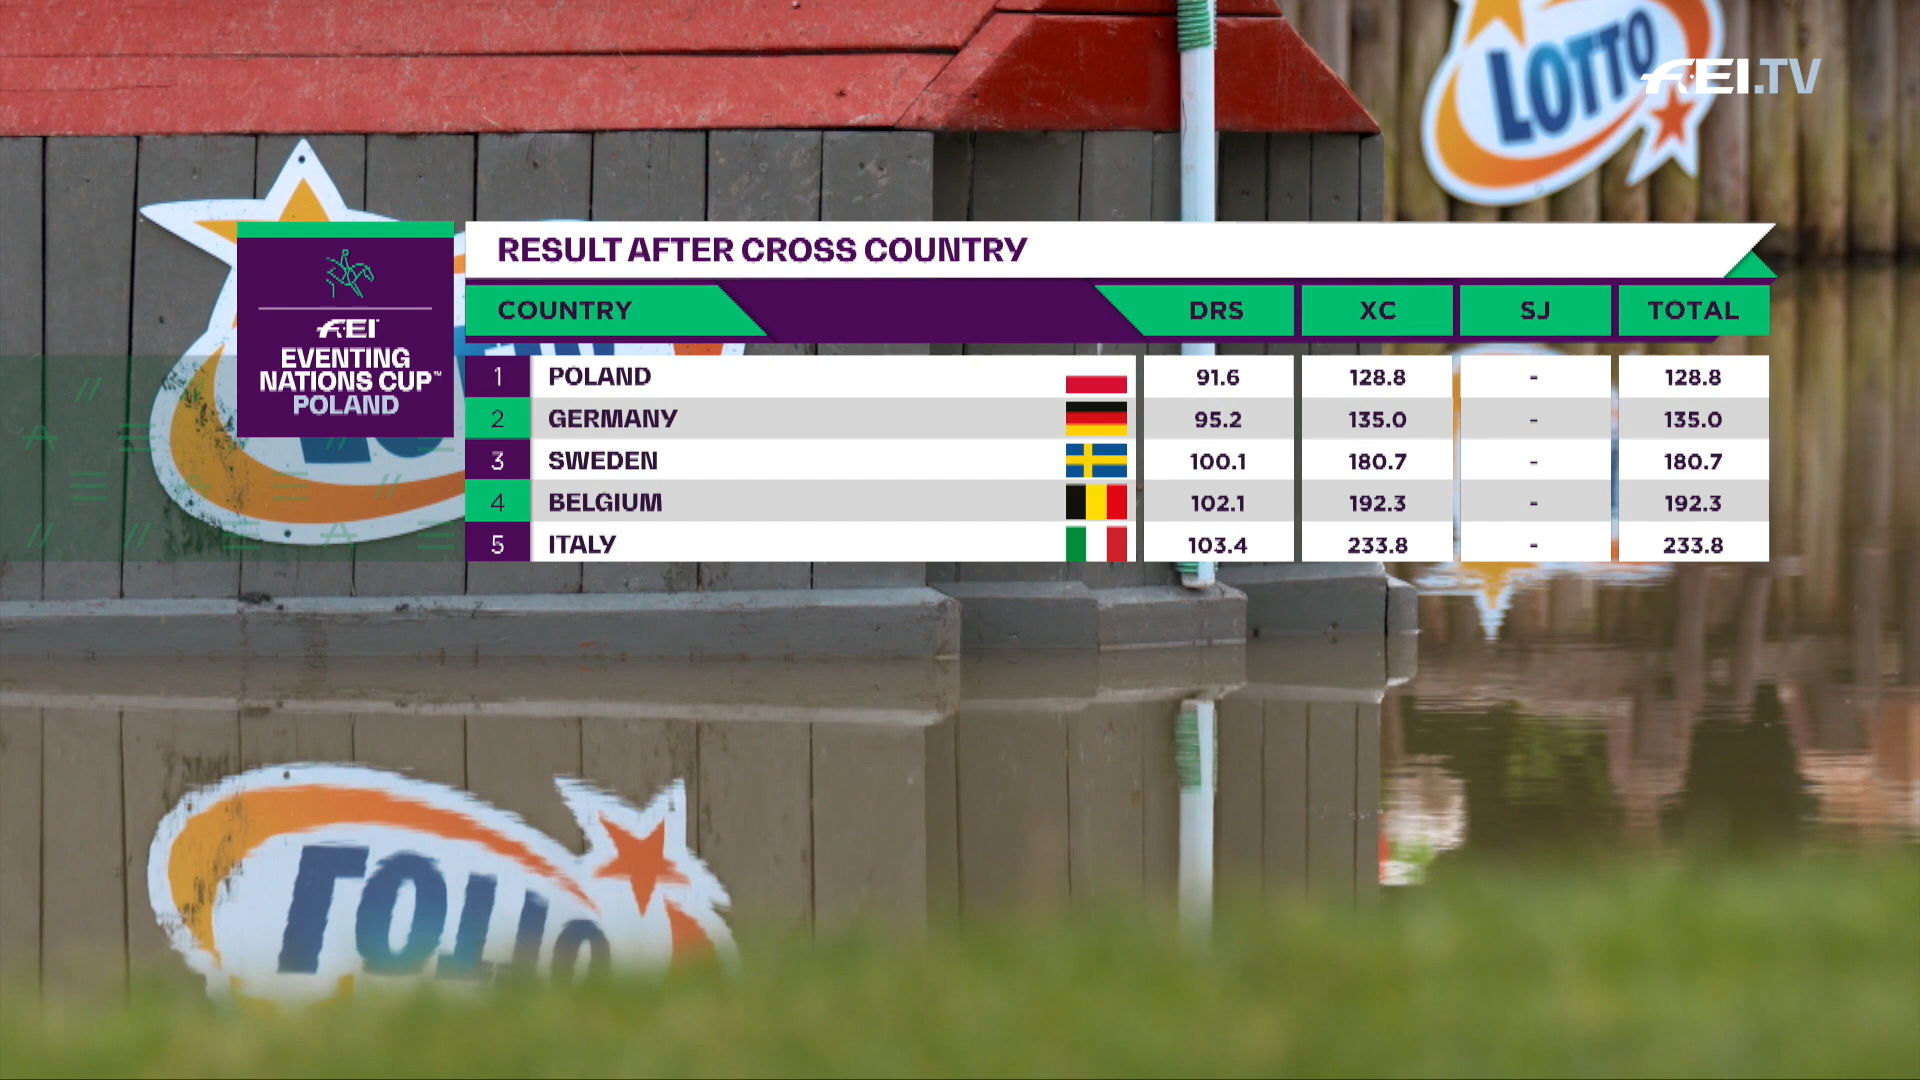 LOTTO
FEI.TV
RESULT AFTER CROSS COUNTRY
FEI
EVENTING
NATIONS CUP™
POLAND
COUNTRY DRS XC SJ TOTAL
1 POLAND 91.6 128.8 - 128.8
2 GERMANY 95.2 135.0 - 135.0
3 SWEDEN 100.1 180.7 - 180.7
4 BELGIUM 102.1 192.3 - 192.3
5 ITALY 103.4 233.8 - 233.8
LOTTO